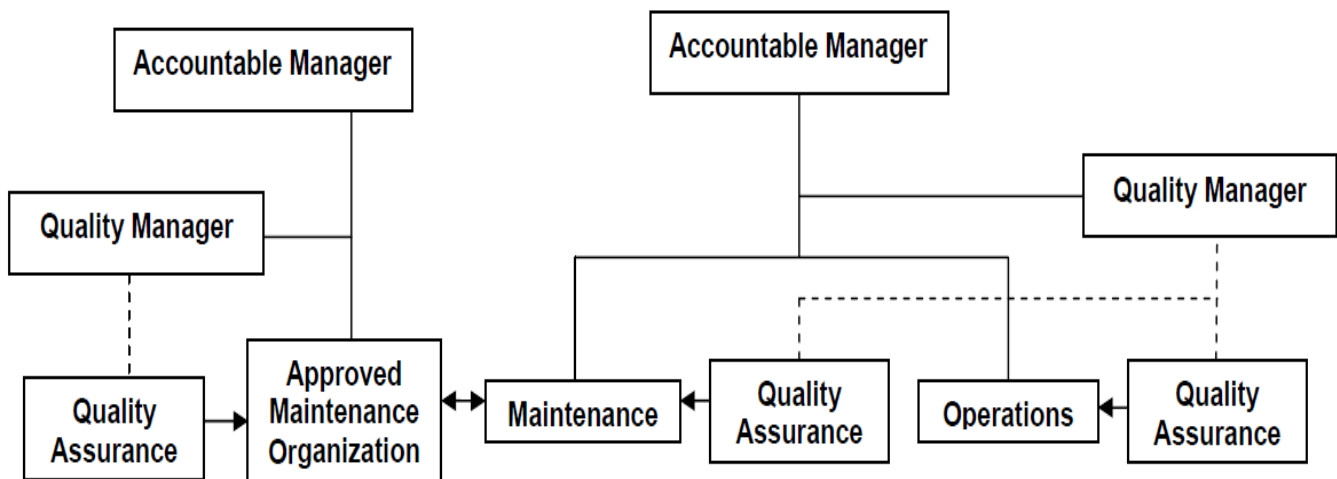 Accountable Manager
Accountable Manager
Quality Manager
Quality Manager
Quality
Assurance
Approved
Maintenance
Organization
Maintenance
Quality
Assurance
Operations
Quality
Assurance